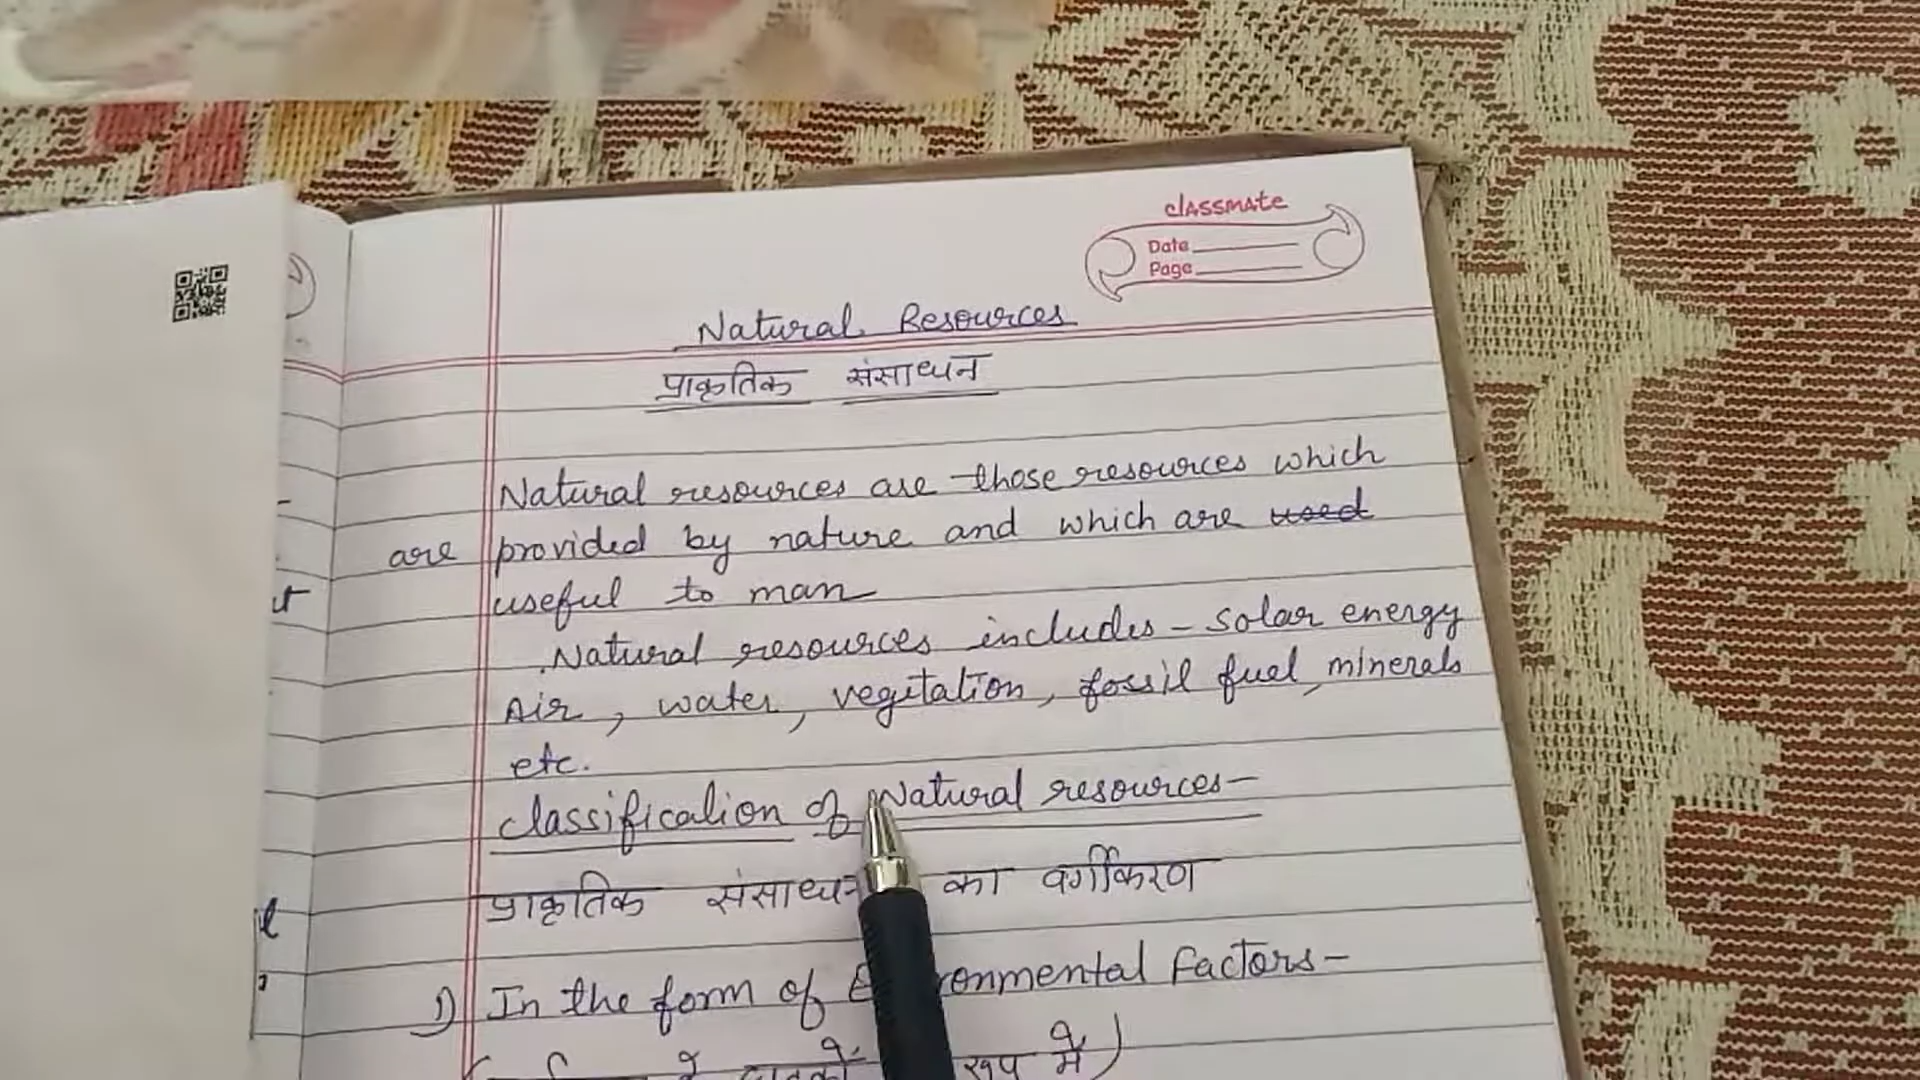 classmate
Date
Page
Natural Resources
प्राकृतिक संसाधन
Natural resources are those resources which
are provided by nature and which are used
useful to man
Natural resources includes - solar energy
Air, water, vegetation, fossil fuel, minerals
etc.
Classification of Natural resources-
प्राकृतिक संसाधन का वर्गीकरण
1) In the form of Factors-
रूप में)